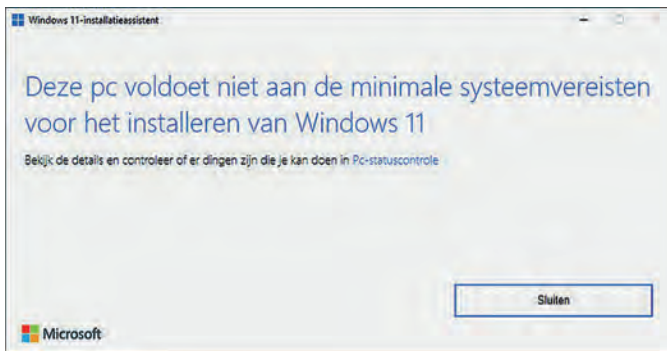 Windows 11-installatieassistent
Deze pc voldoet niet aan de minimale systeemvereisten
voor het installeren van Windows 11
Bekijk de details en controleer of er dingen zijn die je kan doen in Pc-statuscontrole
Sluiten
Microsoft